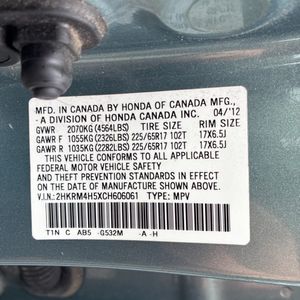 MFD. IN CANADA BY HONDA OF CANADA MFG.,
- A DIVISION OF HONDA CANADA INC. 04/'12
GVWR 2070KG(4564LBS) TIRE SIZE RIM SIZE
GAWR F 1055KG(2326LBS) 225/65R17 102T 17X6.5J
GAWR R 1035KG(2282LBS) 225/65R17 102T 17X6.5J
THIS VEHICLE CONFORMS TO ALL APPLICABLE
FEDERAL MOTOR VEHICLE SAFETY
STANDARDS IN EFFECT ON THE DATE OF
MANUFACTURE SHOWN ABOVE.
V.I.N.: 2HKRM4H5XCH606061 TYPE: MPV
T1N C AB5 -G532M -A -H